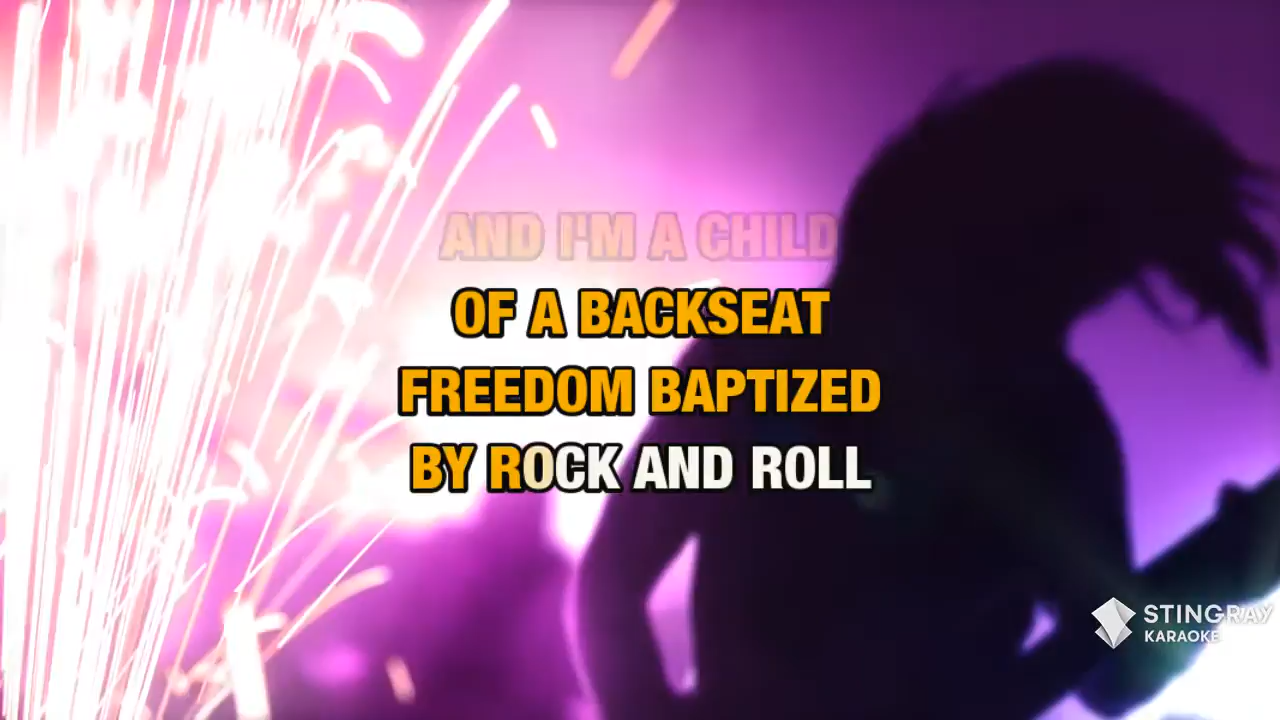 AND I'M A CHILD
OF A BACKSEAT
FREEDOM BAPTIZED
BY ROCK AND ROLL
STINGRAY
KARAOKE